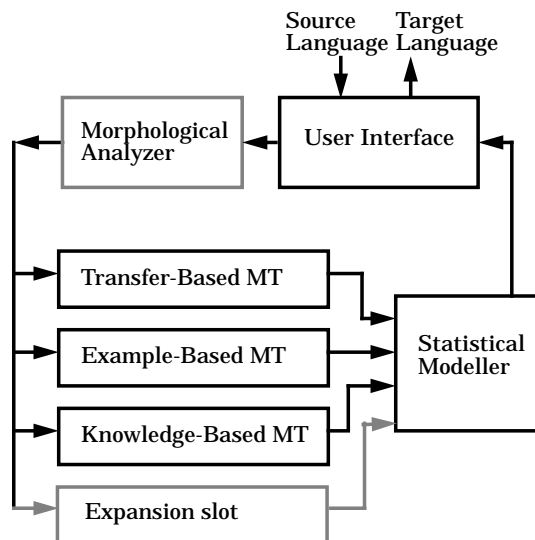 Source
Language
Target
Language
Morphological
Analyzer
User Interface
Transfer-Based MT
Example-Based MT
Statistical
Modeller
Knowledge-Based MT
Expansion slot